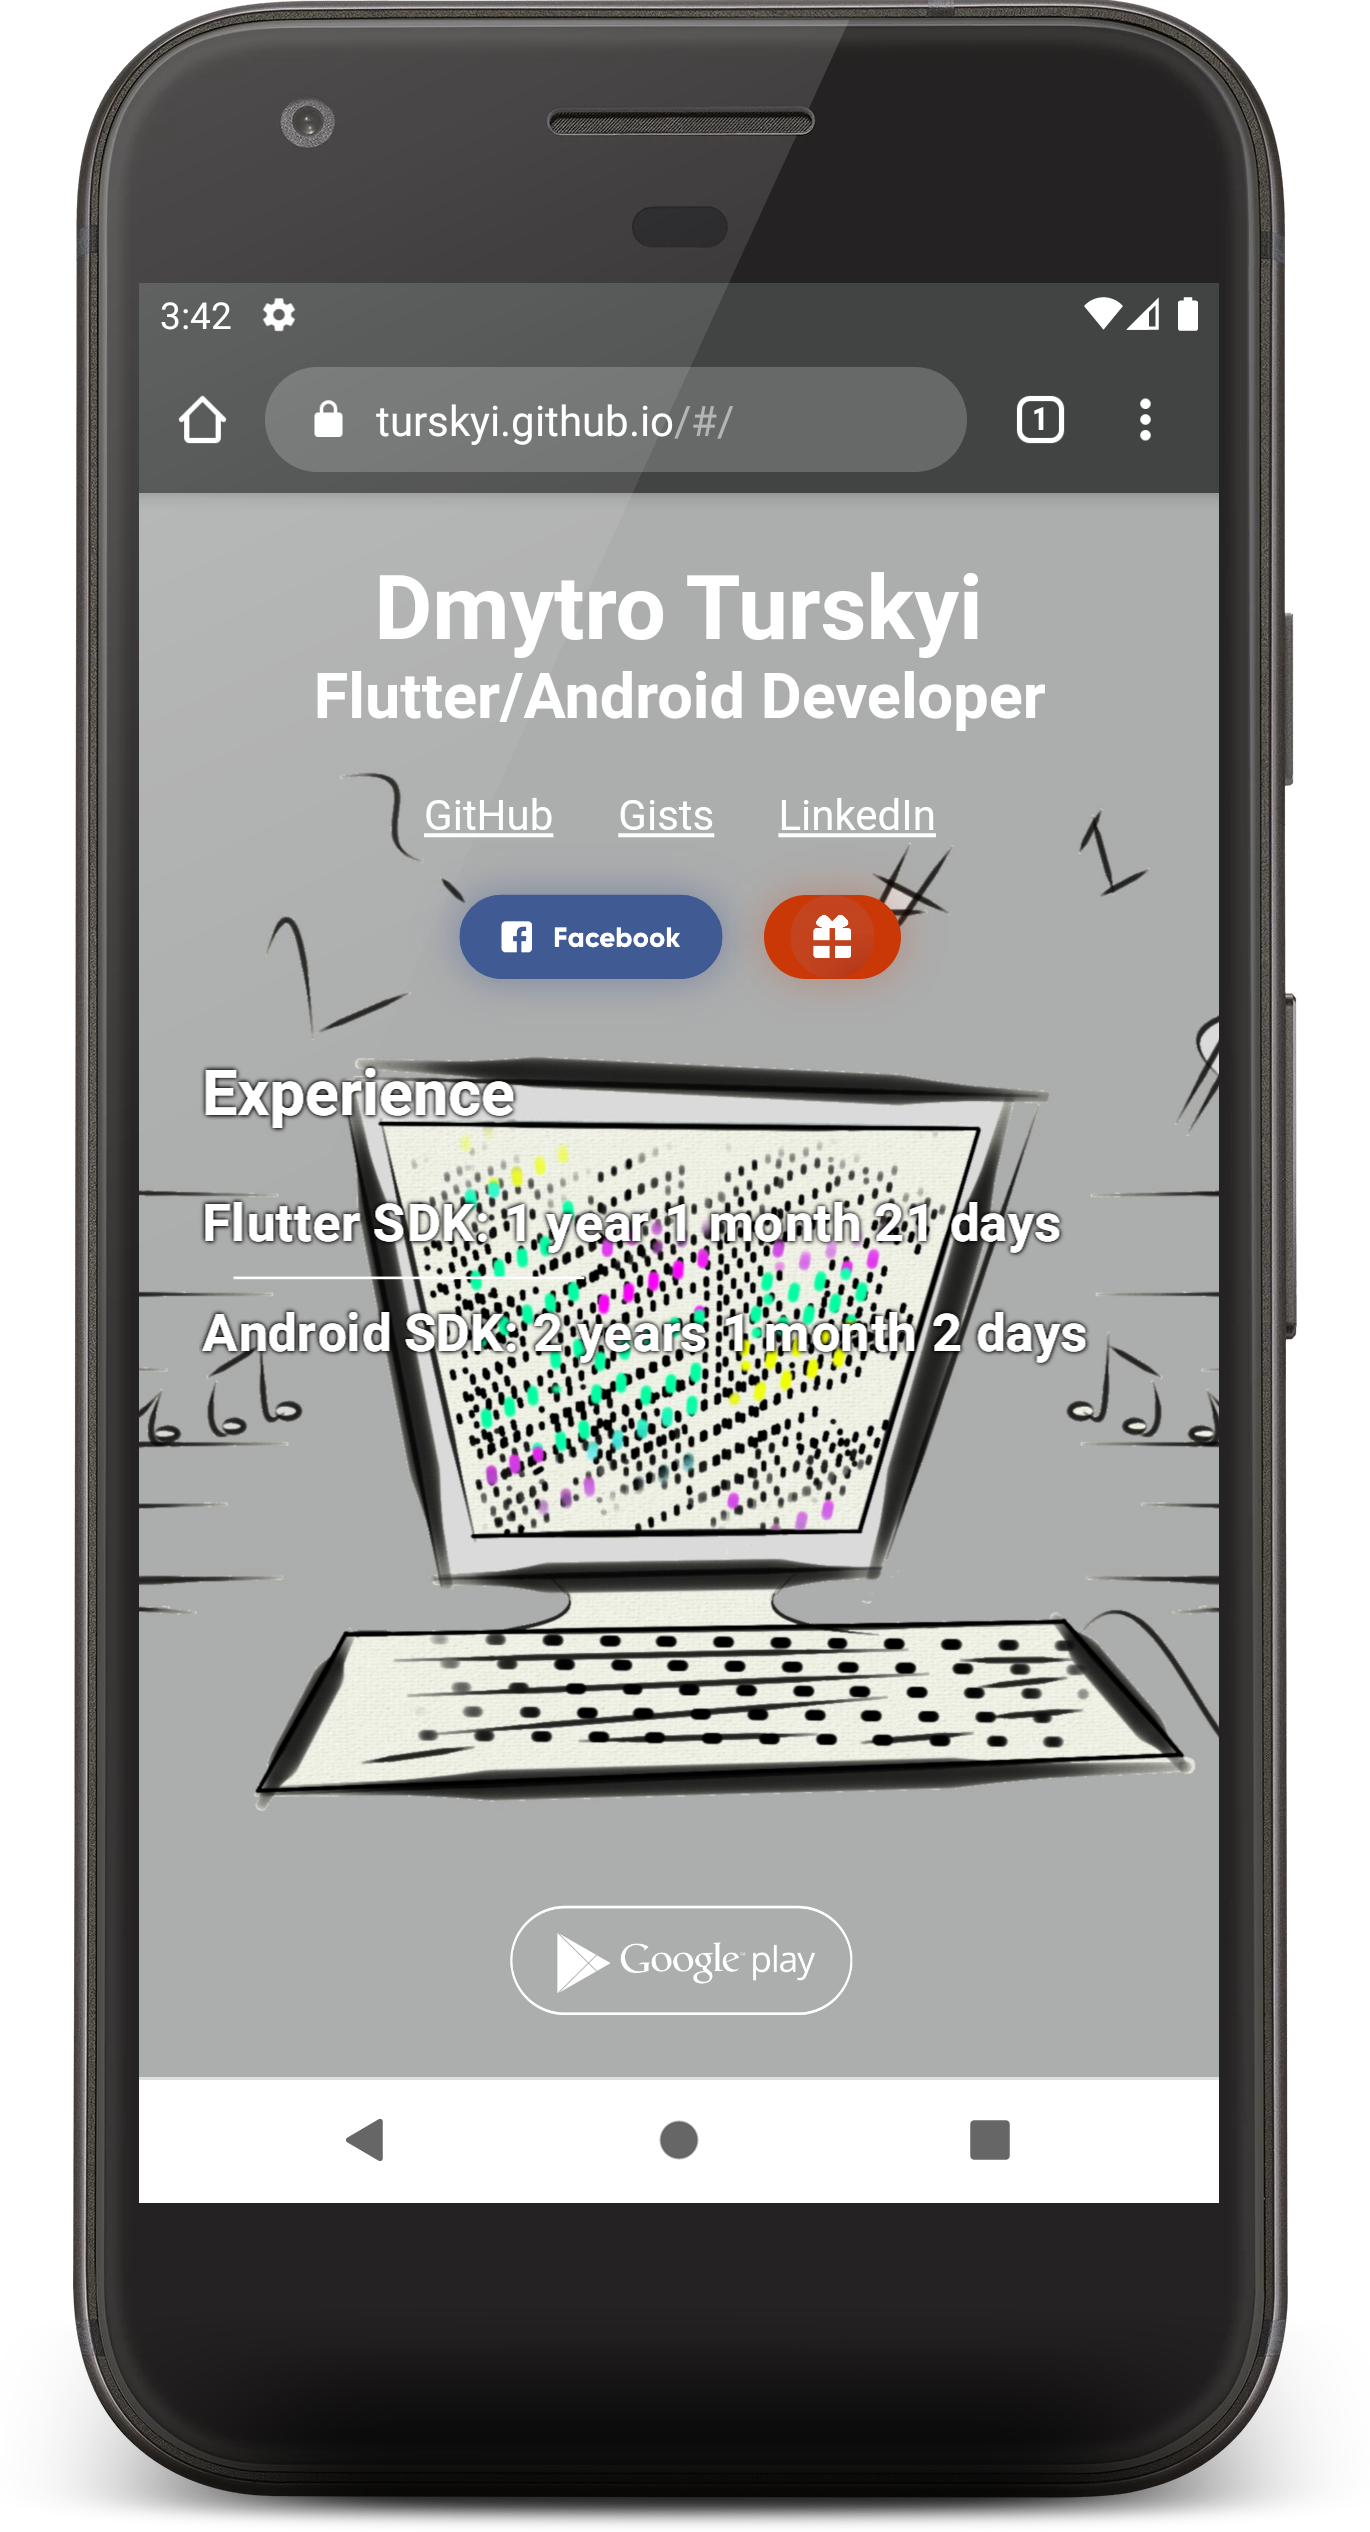 3:42
turskyi.github.io/#/
1
Dmytro Turskyi
Flutter/Android Developer
GitHub Gists LinkedIn
Facebook
Experience
Flutter SDK: 1 year 1 month 21 days
Android SDK: 2 years 1 month 2 days
Google play